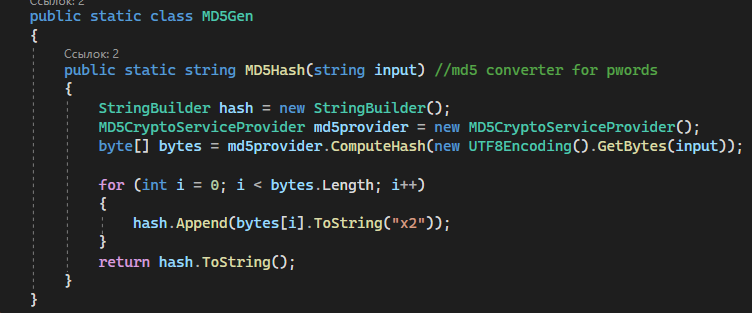 Ссылок: 2
public static class MD5Gen
{
Ссылок: 2
public static string MD5Hash(string input) //md5 converter for pwords
{
StringBuilder hash = new StringBuilder();
MD5CryptoServiceProvider md5provider = new MD5CryptoServiceProvider();
byte[] bytes = md5provider.ComputeHash(new UTF8Encoding().GetBytes(input));
for (int i = 0; i < bytes.Length; i++)
{
hash.Append(bytes[i].ToString("x2"));
}
return hash.ToString();
}
}